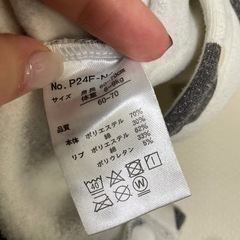 No. P24F-
サイズ
60-70
品質
本体 ポリエステル 70%
綿 30%
リブ ポリエステル 62%
綿 33%
ポリウレタン 5%
40
P
W